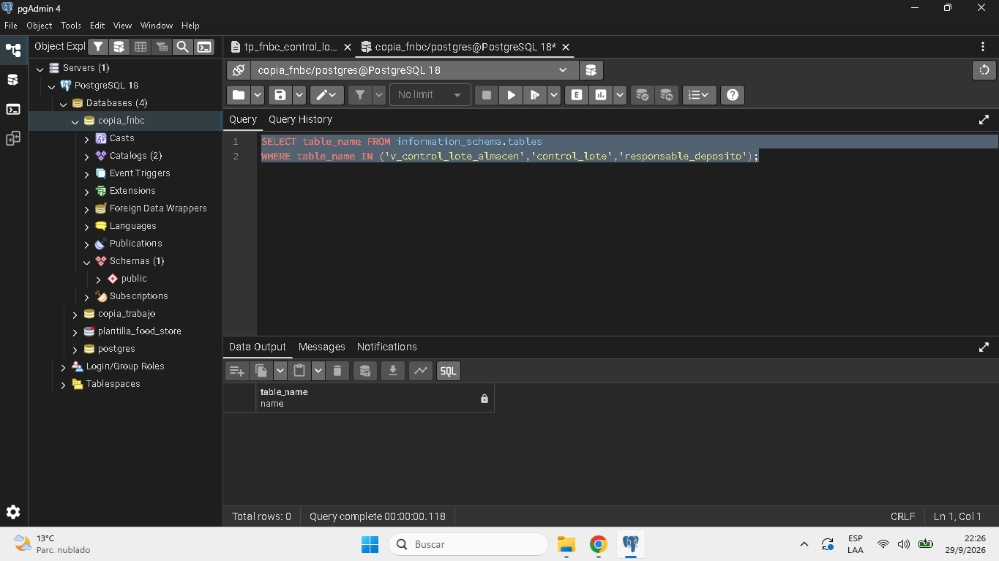 pgAdmin 4
File Object Tools Edit View Window Help
Object Expl
tp_fnbc_control_lo...
copia_fnbc/postgres@PostgreSQL 18*
Servers (1)
copia_fnbc/postgres@PostgreSQL 18
PostgreSQL 18
No limit
E
Databases (4)
copia_fnbc
Query Query History
Casts
1 SELECT table_name FROM information_schema.tables
Catalogs (2)
2 WHERE table_name IN ('v_control_lote_almacen','control_lote','responsable_deposito');
Event Triggers
Extensions
Foreign Data Wrappers
Languages
Publications
Schemas (1)
public
Subscriptions
copia_trabajo
plantilla_food_store
postgres
Data Output Messages Notifications
Login/Group Roles
SQL
Tablespaces
table_name
name
Total rows: 0 Query complete 00:00:00.118 CRLF Ln 1, Col 1
13°C
Parc. nublado
Buscar
ESP
LAA
22:26
29/9/2026